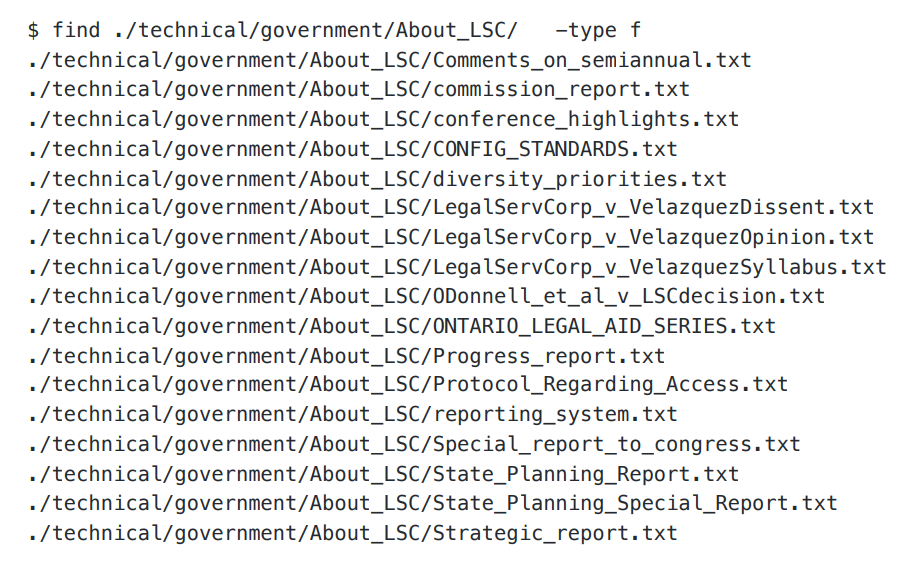 $ find ./technical/government/About_LSC/   -type f
./technical/government/About_LSC/Comments_on_semiannual.txt
./technical/government/About_LSC/commission_report.txt
./technical/government/About_LSC/conference_highlights.txt
./technical/government/About_LSC/CONFIG_STANDARDS.txt
./technical/government/About_LSC/diversity_priorities.txt
./technical/government/About_LSC/LegalServCorp_v_VelazquezDissent.txt
./technical/government/About_LSC/LegalServCorp_v_VelazquezOpinion.txt
./technical/government/About_LSC/LegalServCorp_v_VelazquezSyllabus.txt
./technical/government/About_LSC/ODonnell_et_al_v_LSCdecision.txt
./technical/government/About_LSC/ONTARIO_LEGAL_AID_SERIES.txt
./technical/government/About_LSC/Progress_report.txt
./technical/government/About_LSC/Protocol_Regarding_Access.txt
./technical/government/About_LSC/reporting_system.txt
./technical/government/About_LSC/Special_report_to_congress.txt
./technical/government/About_LSC/State_Planning_Report.txt
./technical/government/About_LSC/State_Planning_Special_Report.txt
./technical/government/About_LSC/Strategic_report.txt